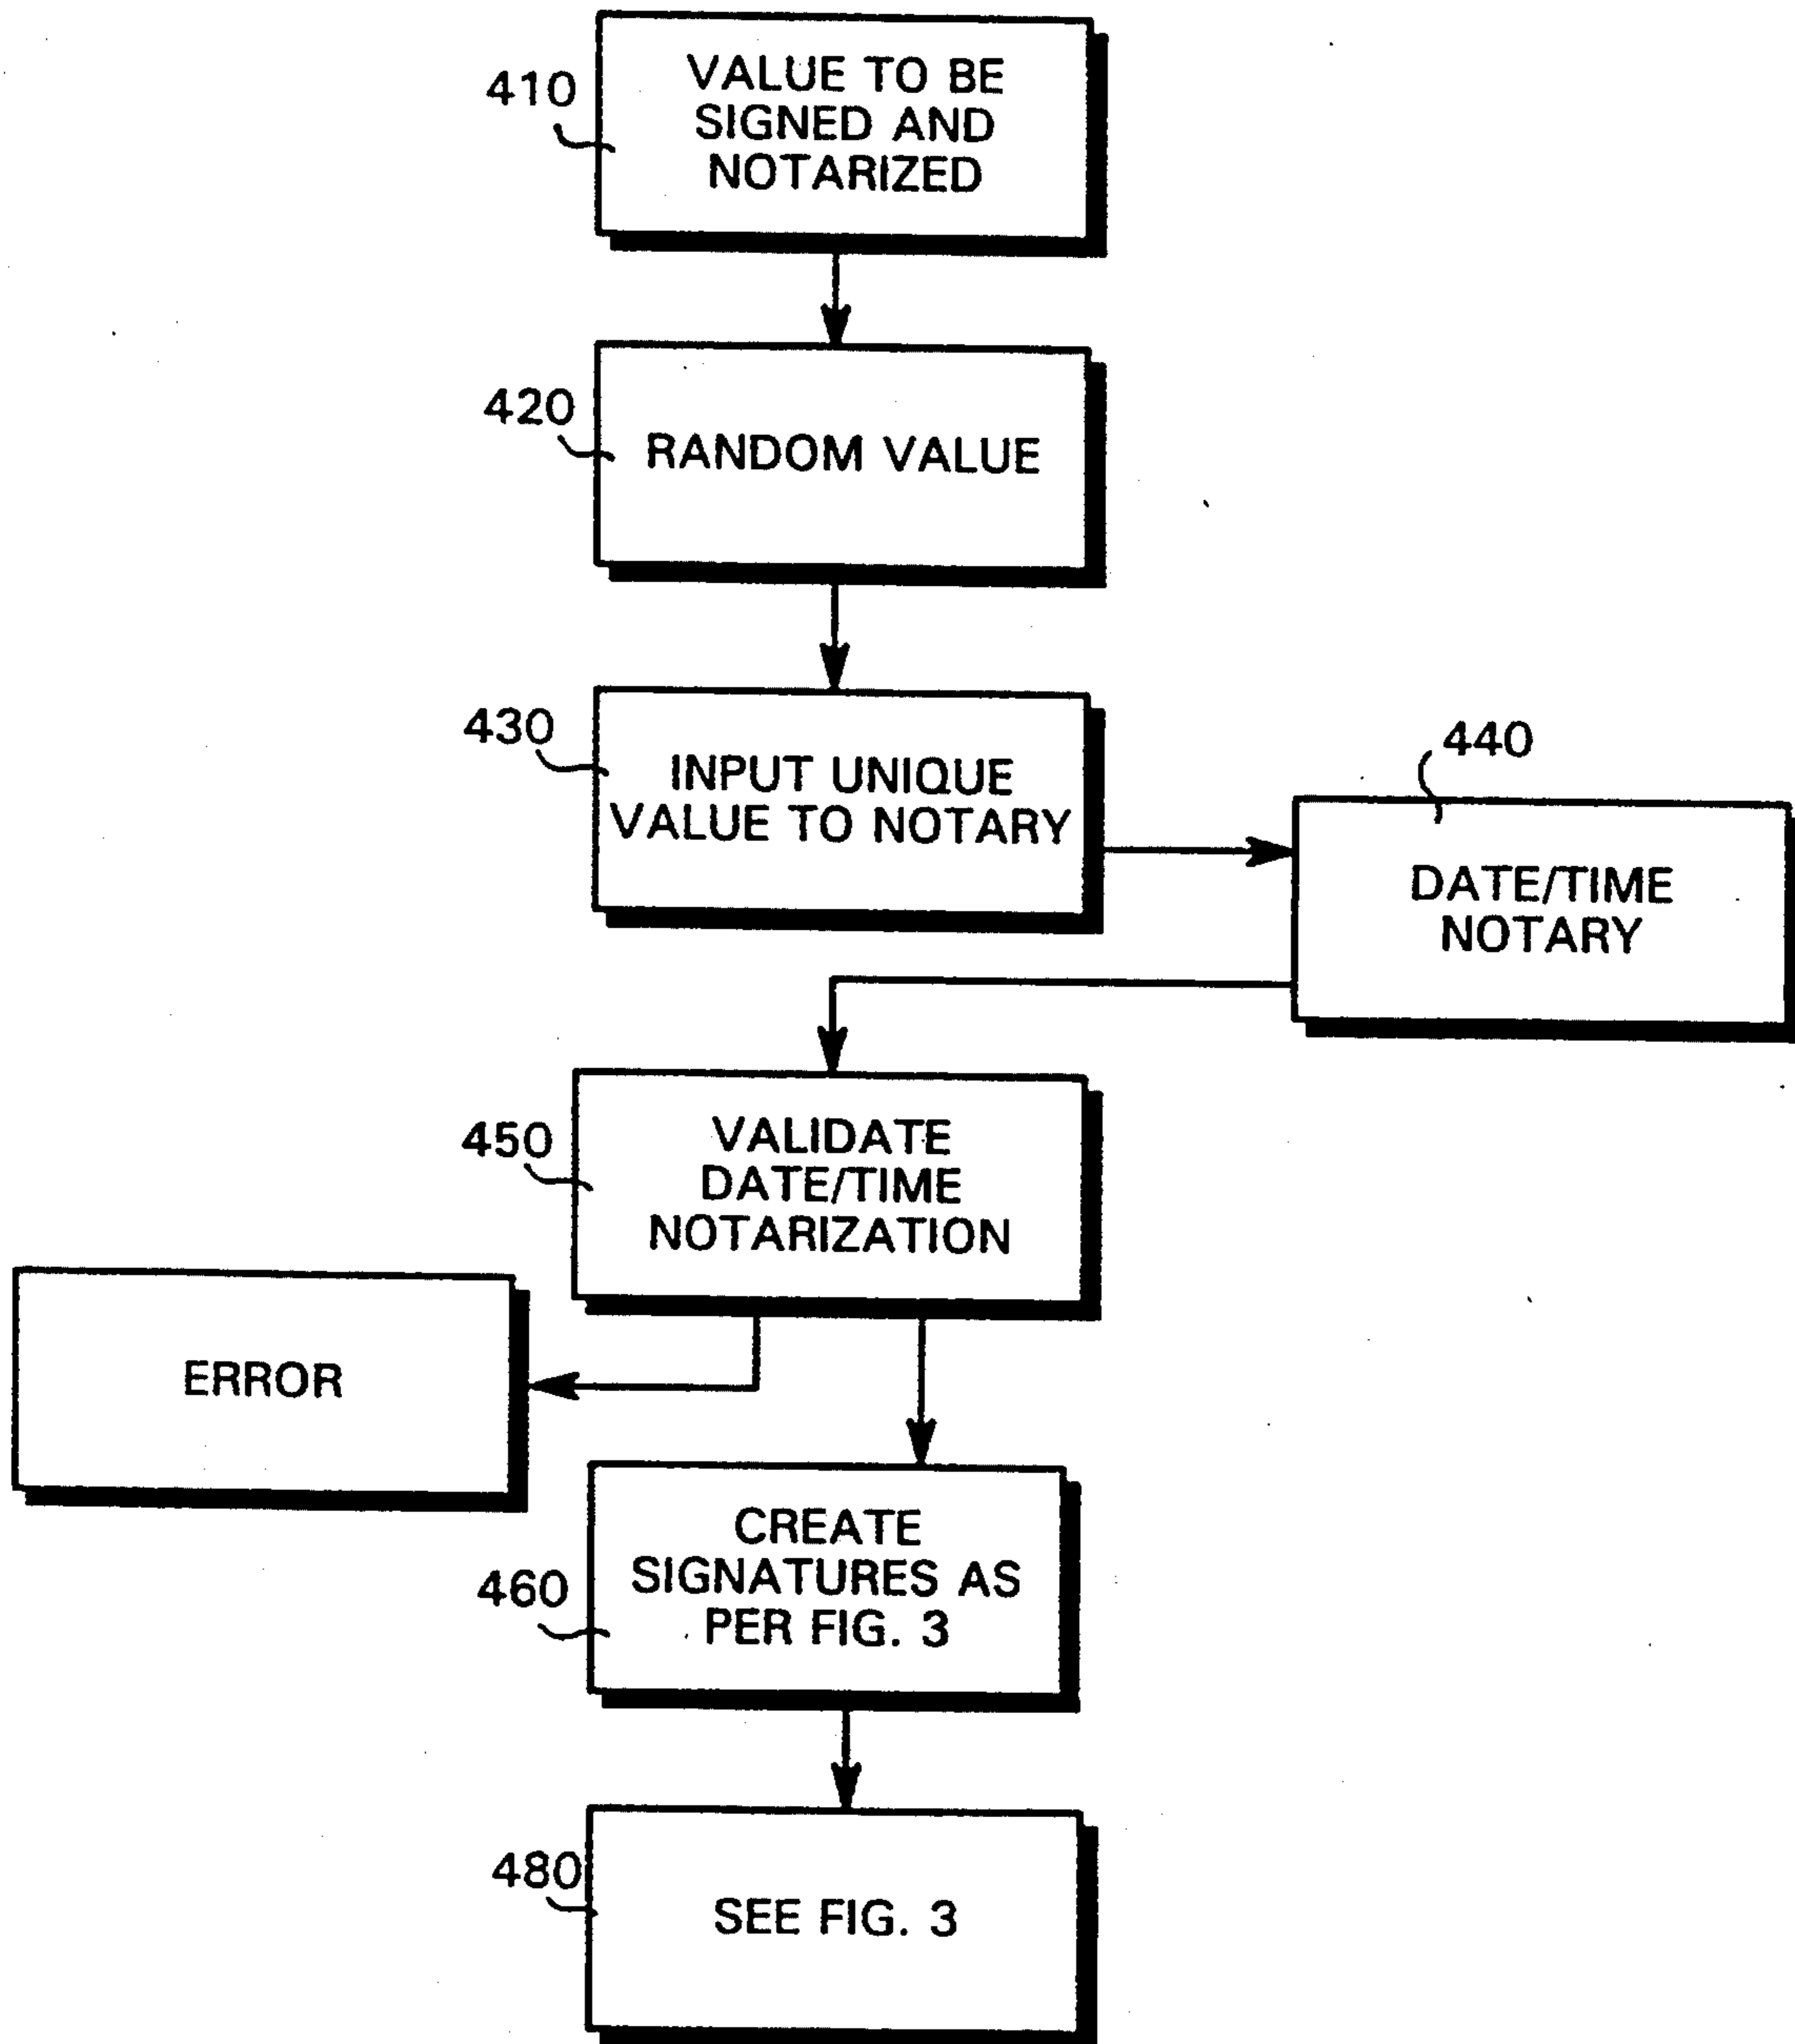 410
VALUE TO BE
SIGNED AND
NOTARIZED
420
RANDOM VALUE
430
INPUT UNIQUE
VALUE TO NOTARY
440
DATE/TIME
NOTARY
450
VALIDATE
DATE/TIME
NOTARIZATION
ERROR
460
CREATE
SIGNATURES AS
PER FIG. 3
480
SEE FIG. 3